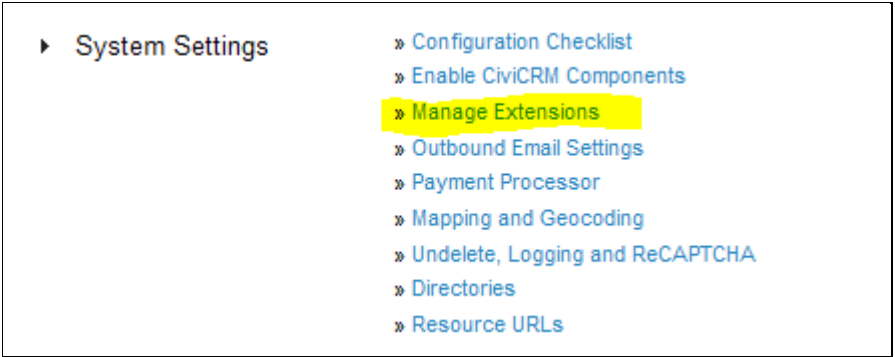 System Settings
» Configuration Checklist
» Enable CiviCRM Components
» Manage Extensions
» Outbound Email Settings
» Payment Processor
» Mapping and Geocoding
» Undelete, Logging and ReCAPTCHA
» Directories
» Resource URLs